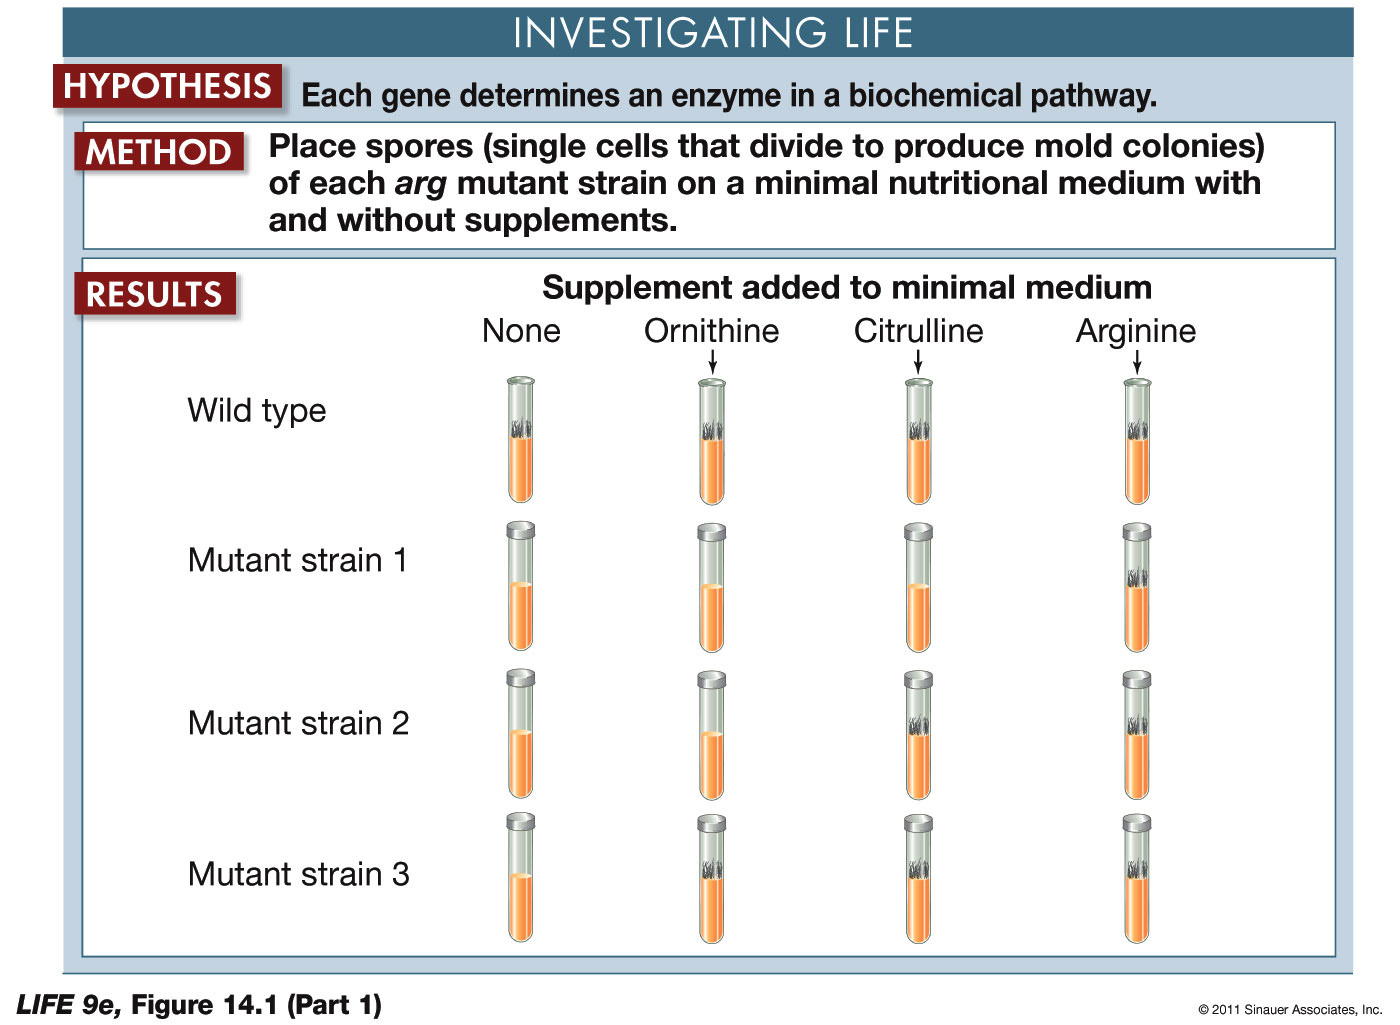 INVESTIGATING LIFE
HYPOTHESIS Each gene determines an enzyme in a biochemical pathway.
METHOD Place spores (single cells that divide to produce mold colonies)
of each arg mutant strain on a minimal nutritional medium with
and without supplements.
RESULTS Supplement added to minimal medium
None Ornithine Citrulline Arginine
Wild type
Mutant strain 1
Mutant strain 2
Mutant strain 3
LIFE 9e, Figure 14.1 (Part 1)
© 2011 Sinauer Associates, Inc.